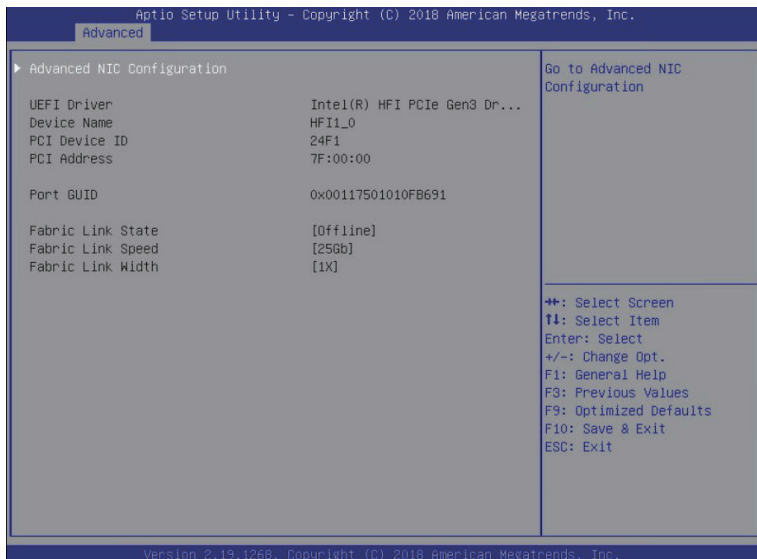 Aptio Setup Utility – Copyright (C) 2018 American Megatrends, Inc.
Advanced
Advanced NIC Configuration
UEFI Driver Intel(R) HFI PCIe Gen3 Dr...
Device Name HFI1_0
PCI Device ID 24F1
PCI Address 7F:00:00
Port GUID 0x00117501010FB691
Fabric Link State [Offline]
Fabric Link Speed [25Gb]
Fabric Link Width [1X]
Go to Advanced NIC
Configuration
→←: Select Screen
↑↓: Select Item
Enter: Select
+/-: Change Opt.
F1: General Help
F3: Previous Values
F9: Optimized Defaults
F10: Save & Exit
ESC: Exit
Version 2.19.1268. Copyright (C) 2018 American Megatrends, Inc.